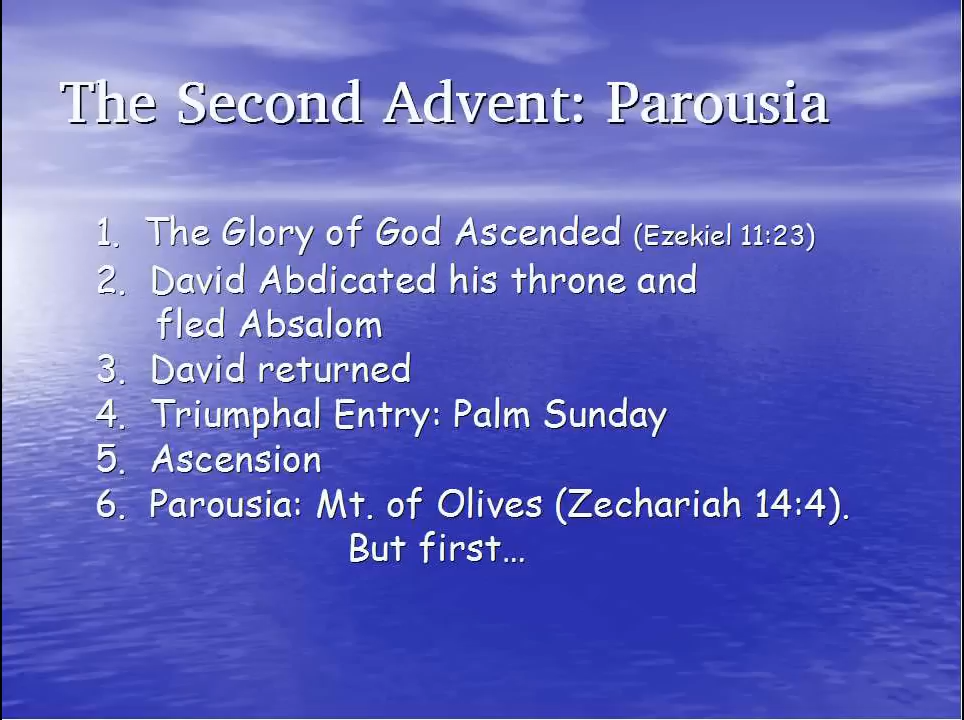 The Second Advent: Parousia
1. The Glory of God Ascended (Ezekiel 11:23)
2. David Abdicated his throne and
fled Absalom
3. David returned
4. Triumphal Entry: Palm Sunday
5. Ascension
6. Parousia: Mt. of Olives (Zechariah 14:4).
But first…